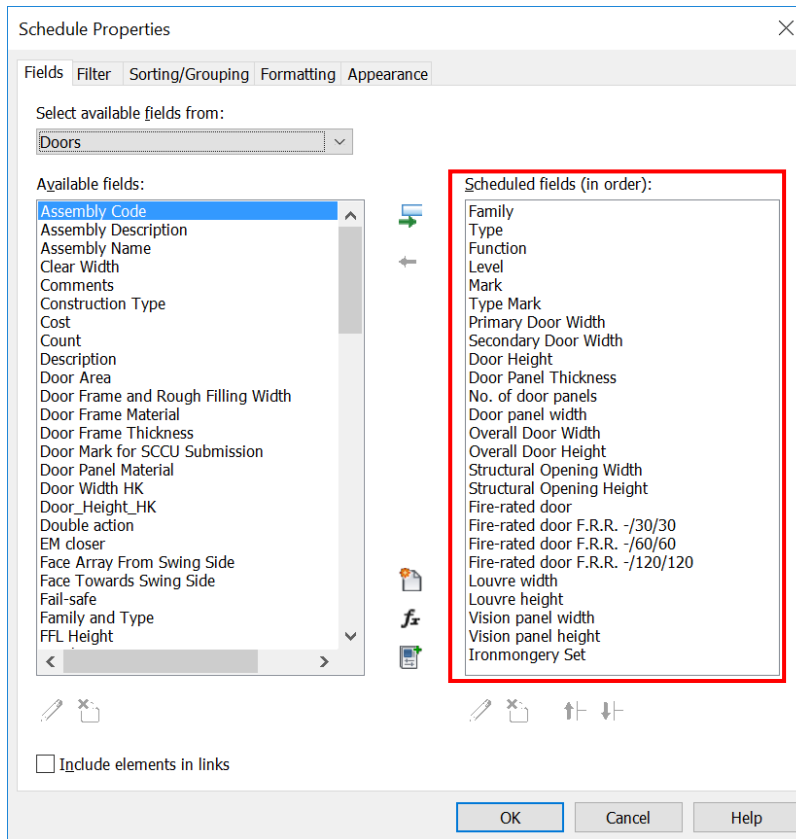 Schedule Properties
Fields Filter Sorting/Grouping Formatting Appearance
Select available fields from:
Doors
Available fields:
Assembly Code
Assembly Description
Assembly Name
Clear Width
Comments
Construction Type
Cost
Count
Description
Door Area
Door Frame and Rough Filling Width
Door Frame Material
Door Frame Thickness
Door Mark for SCCU Submission
Door Panel Material
Door Width HK
Door_Height_HK
Double action
EM closer
Face Array From Swing Side
Face Towards Swing Side
Fail-safe
Family and Type
FFL Height
Scheduled fields (in order):
Family
Type
Function
Level
Mark
Type Mark
Primary Door Width
Secondary Door Width
Door Height
Door Panel Thickness
No. of door panels
Door panel width
Overall Door Width
Overall Door Height
Structural Opening Width
Structural Opening Height
Fire-rated door
Fire-rated door F.R.R. -/30/30
Fire-rated door F.R.R. -/60/60
Fire-rated door F.R.R. -/120/120
Louvre width
Louvre height
Vision panel width
Vision panel height
Ironmongery Set
fx
Include elements in links
OK Cancel Help